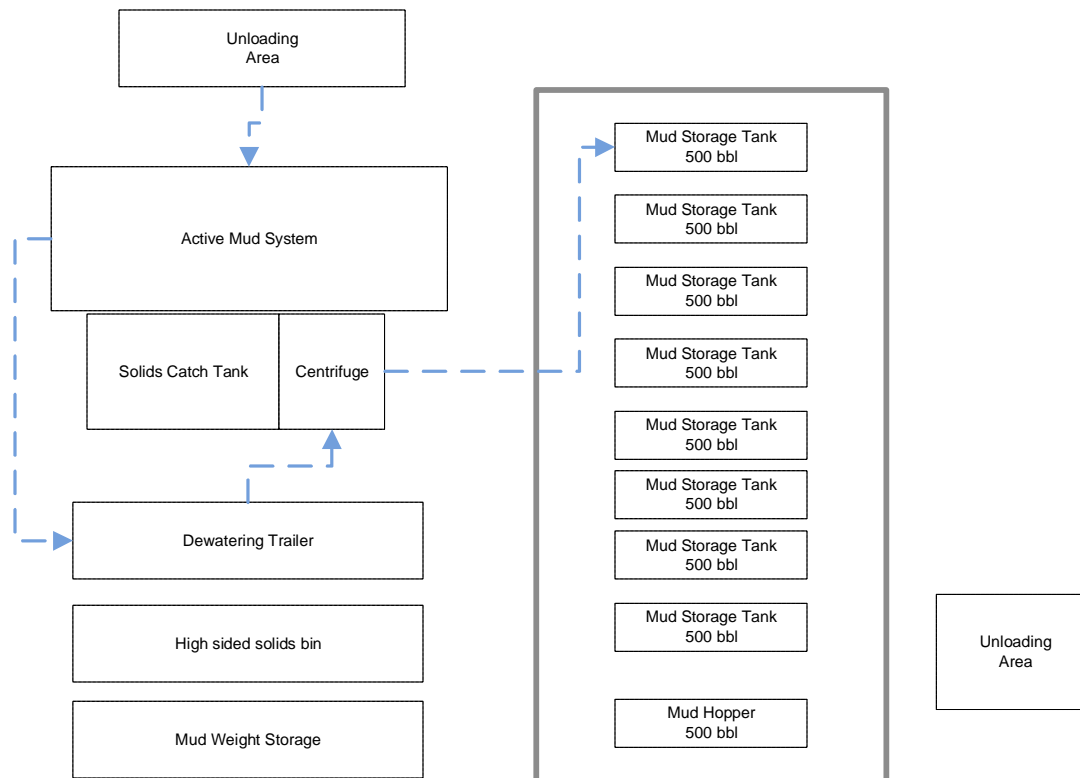 Unloading
Area
Active Mud System
Solids Catch Tank
Centrifuge
Dewatering Trailer
High sided solids bin
Mud Weight Storage
Mud Storage Tank
500 bbl
Mud Storage Tank
500 bbl
Mud Storage Tank
500 bbl
Mud Storage Tank
500 bbl
Mud Storage Tank
500 bbl
Mud Storage Tank
500 bbl
Mud Storage Tank
500 bbl
Mud Storage Tank
500 bbl
Mud Hopper
500 bbl
Unloading
Area